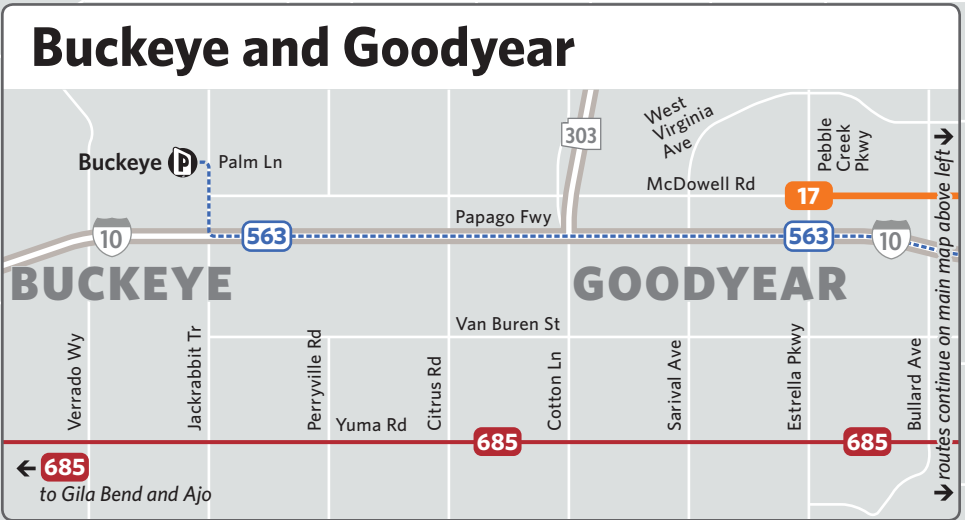 Buckeye and Goodyear
303
West
Virginia
Ave
Pebble
Creek
Pkwy
Buckeye P
Palm Ln
McDowell Rd
17
Papago Fwy
10
563
563
10
BUCKEYE
GOODYEAR
Van Buren St
Verrado Wy
Jackrabbit Tr
Perryville Rd
Citrus Rd
Cotton Ln
Sarival Ave
Estrella Pkwy
Bullard Ave
Yuma Rd
685
685
← 685
to Gila Bend and Ajo
← routes continue on main map above left →